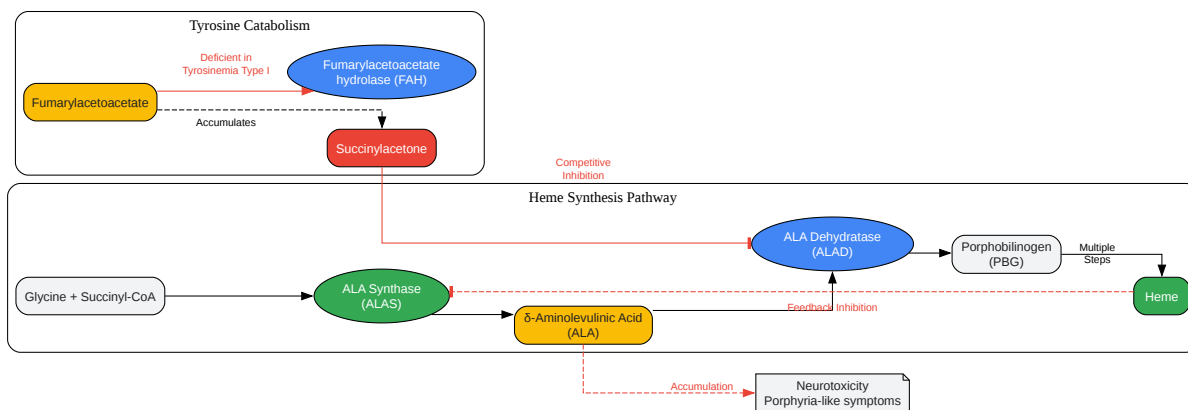 Tyrosine Catabolism
Deficient in
Tyrosinemia Type I
Fumarylacetoacetate
hydrolase (FAH)
Fumarylacetoacetate
Accumulates
Succinylacetone
Competitive
Inhibition
Heme Synthesis Pathway
ALA Dehydratase
(ALAD)
Porphobilinogen
(PBG)
Multiple
Steps
Glycine + Succinyl-CoA
ALA Synthase
(ALAS)
Heme
Feedback Inhibition
δ-Aminolevulinic Acid
(ALA)
Accumulation
Neurotoxicity
Porphyria-like symptoms